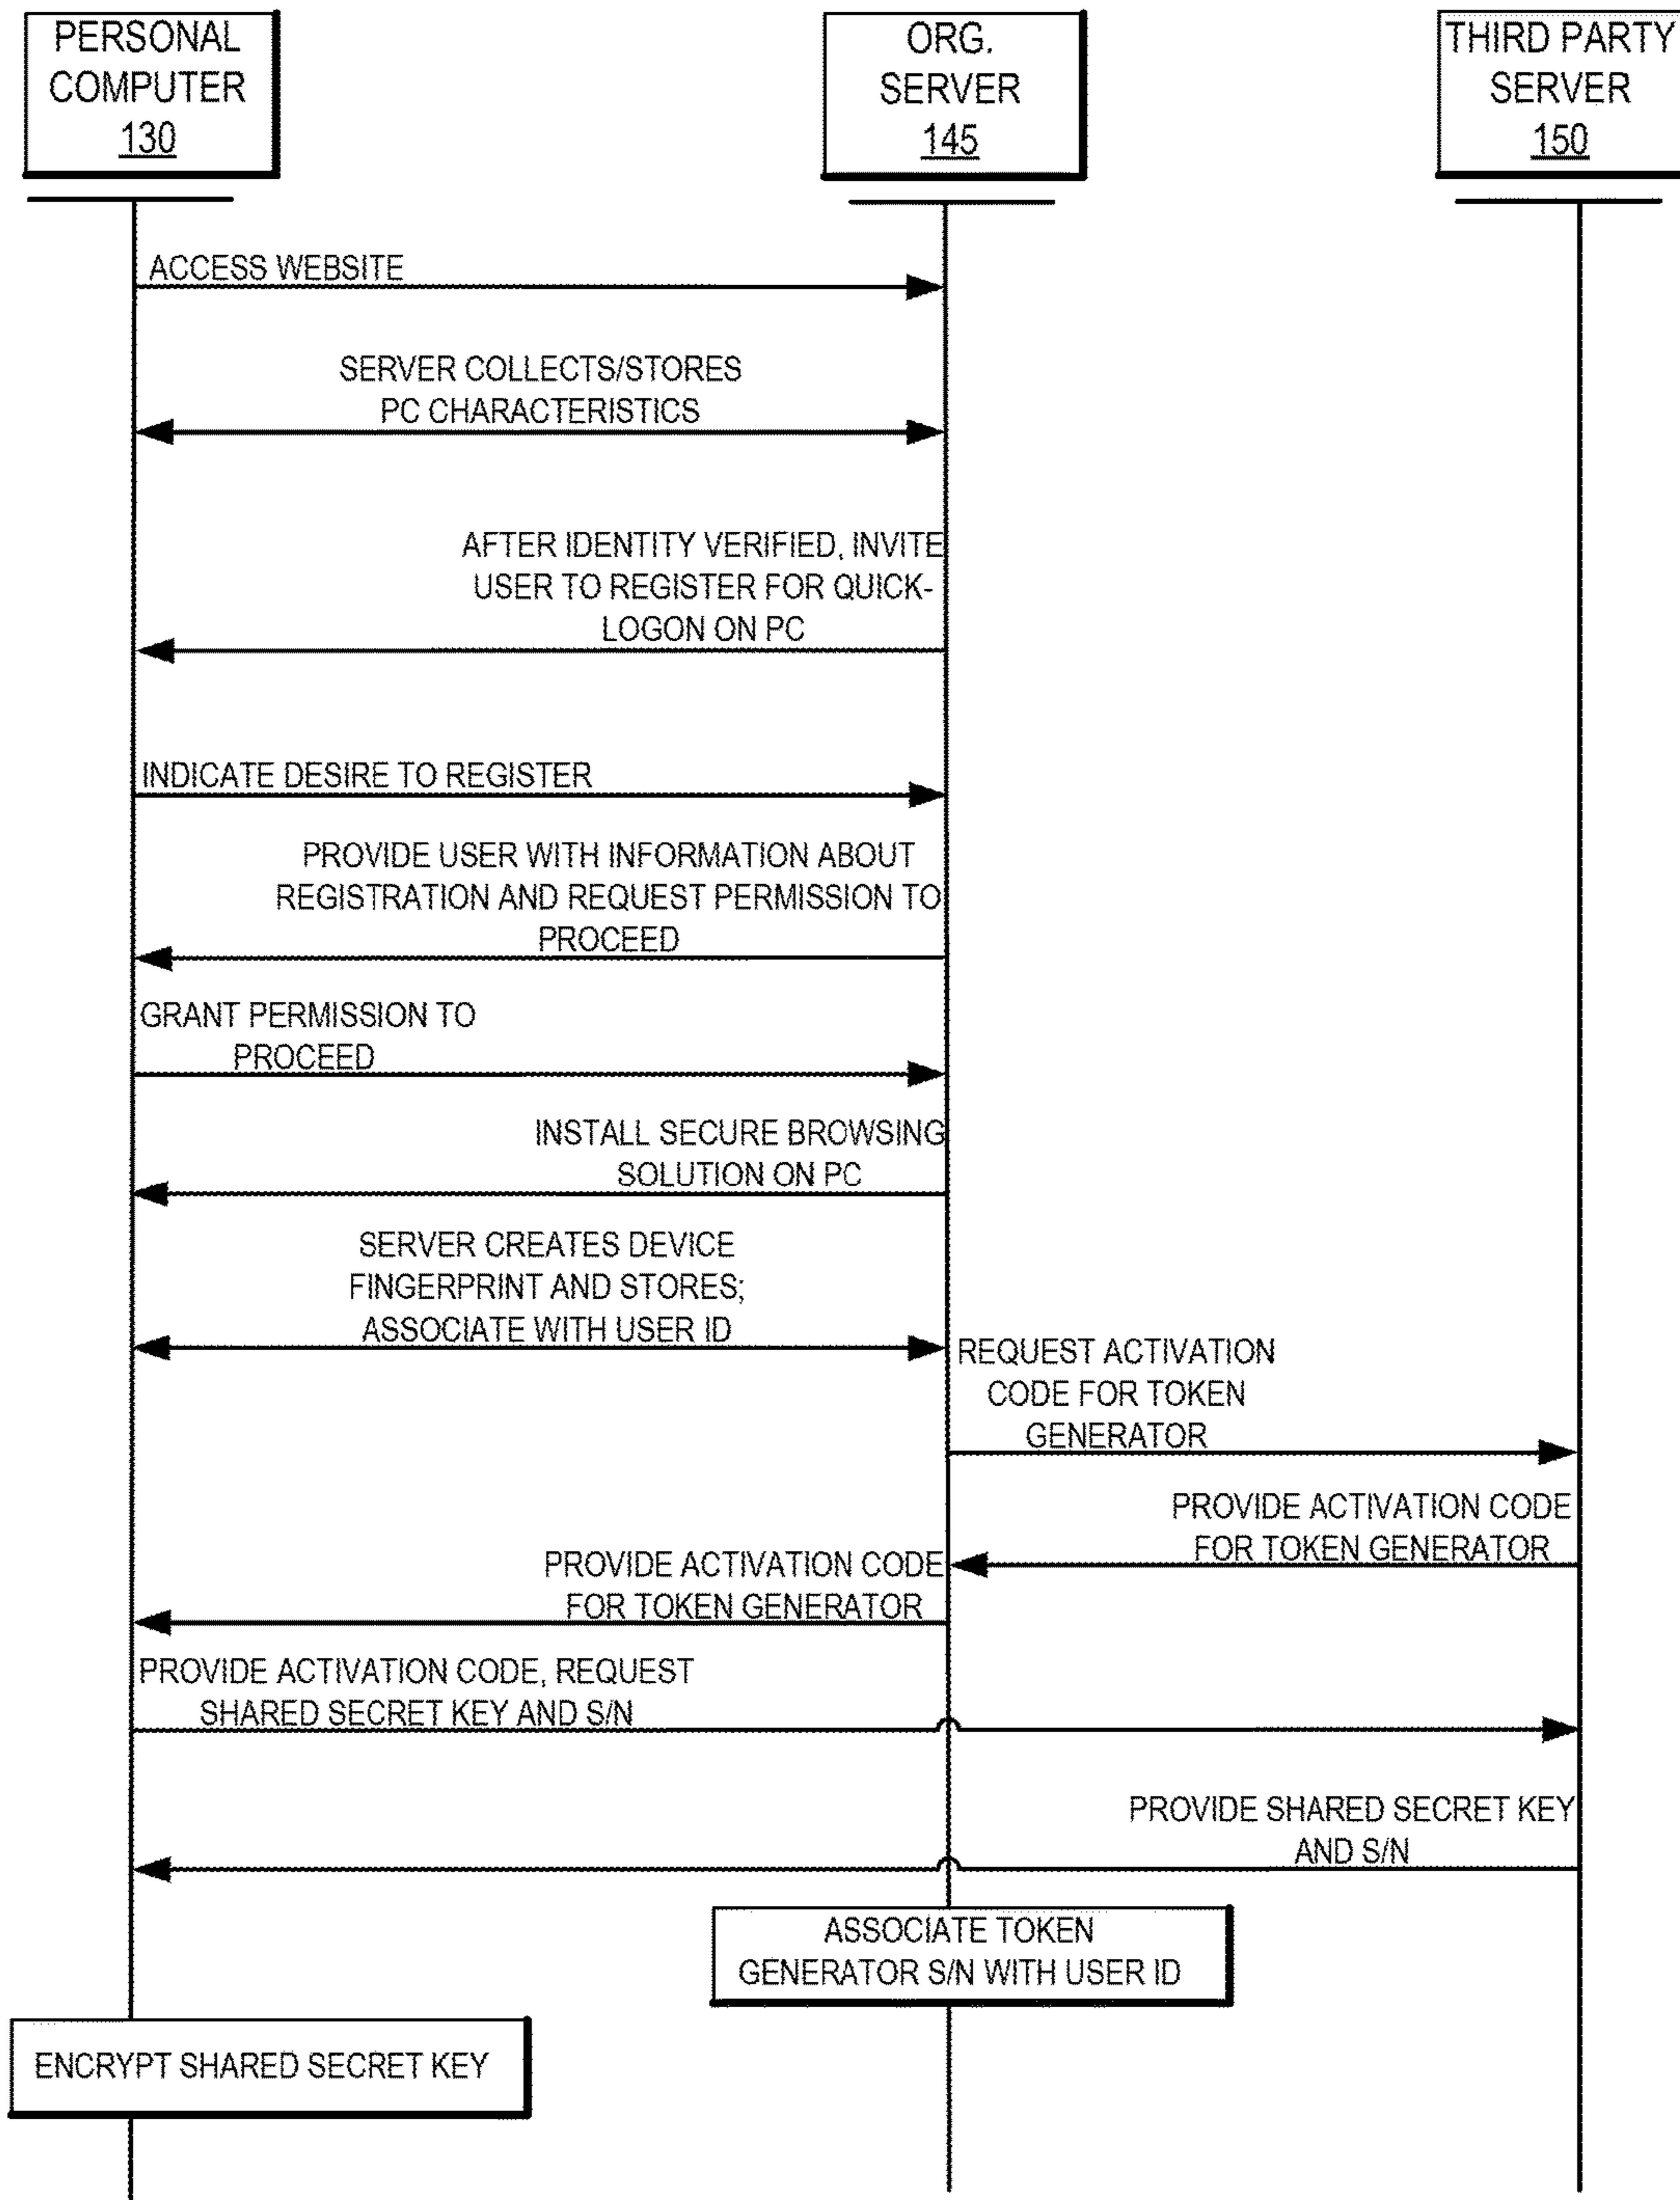 PERSONAL
COMPUTER
130
ORG.
SERVER
145
THIRD PARTY
SERVER
150
ACCESS WEBSITE
SERVER COLLECTS/STORES
PC CHARACTERISTICS
AFTER IDENTITY VERIFIED, INVITE
USER TO REGISTER FOR QUICK-
LOGON ON PC
INDICATE DESIRE TO REGISTER
PROVIDE USER WITH INFORMATION ABOUT
REGISTRATION AND REQUEST PERMISSION TO
PROCEED
GRANT PERMISSION TO
PROCEED
INSTALL SECURE BROWSING
SOLUTION ON PC
SERVER CREATES DEVICE
FINGERPRINT AND STORES;
ASSOCIATE WITH USER ID
REQUEST ACTIVATION
CODE FOR TOKEN
GENERATOR
PROVIDE ACTIVATION CODE
FOR TOKEN GENERATOR
PROVIDE ACTIVATION CODE
FOR TOKEN GENERATOR
PROVIDE ACTIVATION CODE, REQUEST
SHARED SECRET KEY AND S/N
PROVIDE SHARED SECRET KEY
AND S/N
ASSOCIATE TOKEN
GENERATOR S/N WITH USER ID
ENCRYPT SHARED SECRET KEY